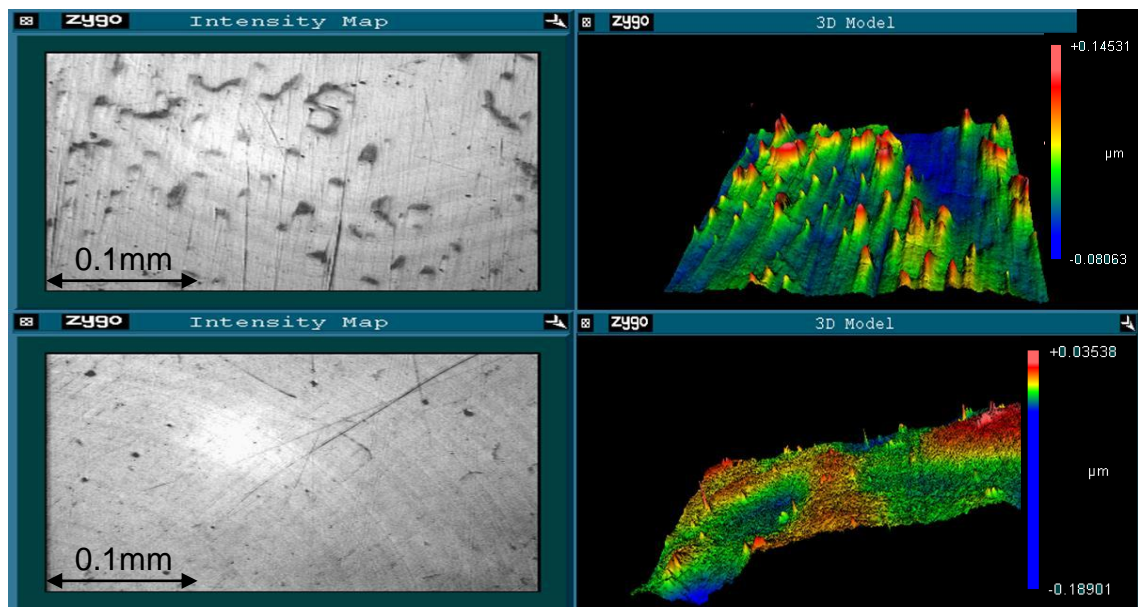 zygo Intensity Map
zygo 3D Model
+0.14531
µm
-0.08063
0.1mm
zygo Intensity Map
zygo 3D Model
+0.03538
µm
-0.18901
0.1mm